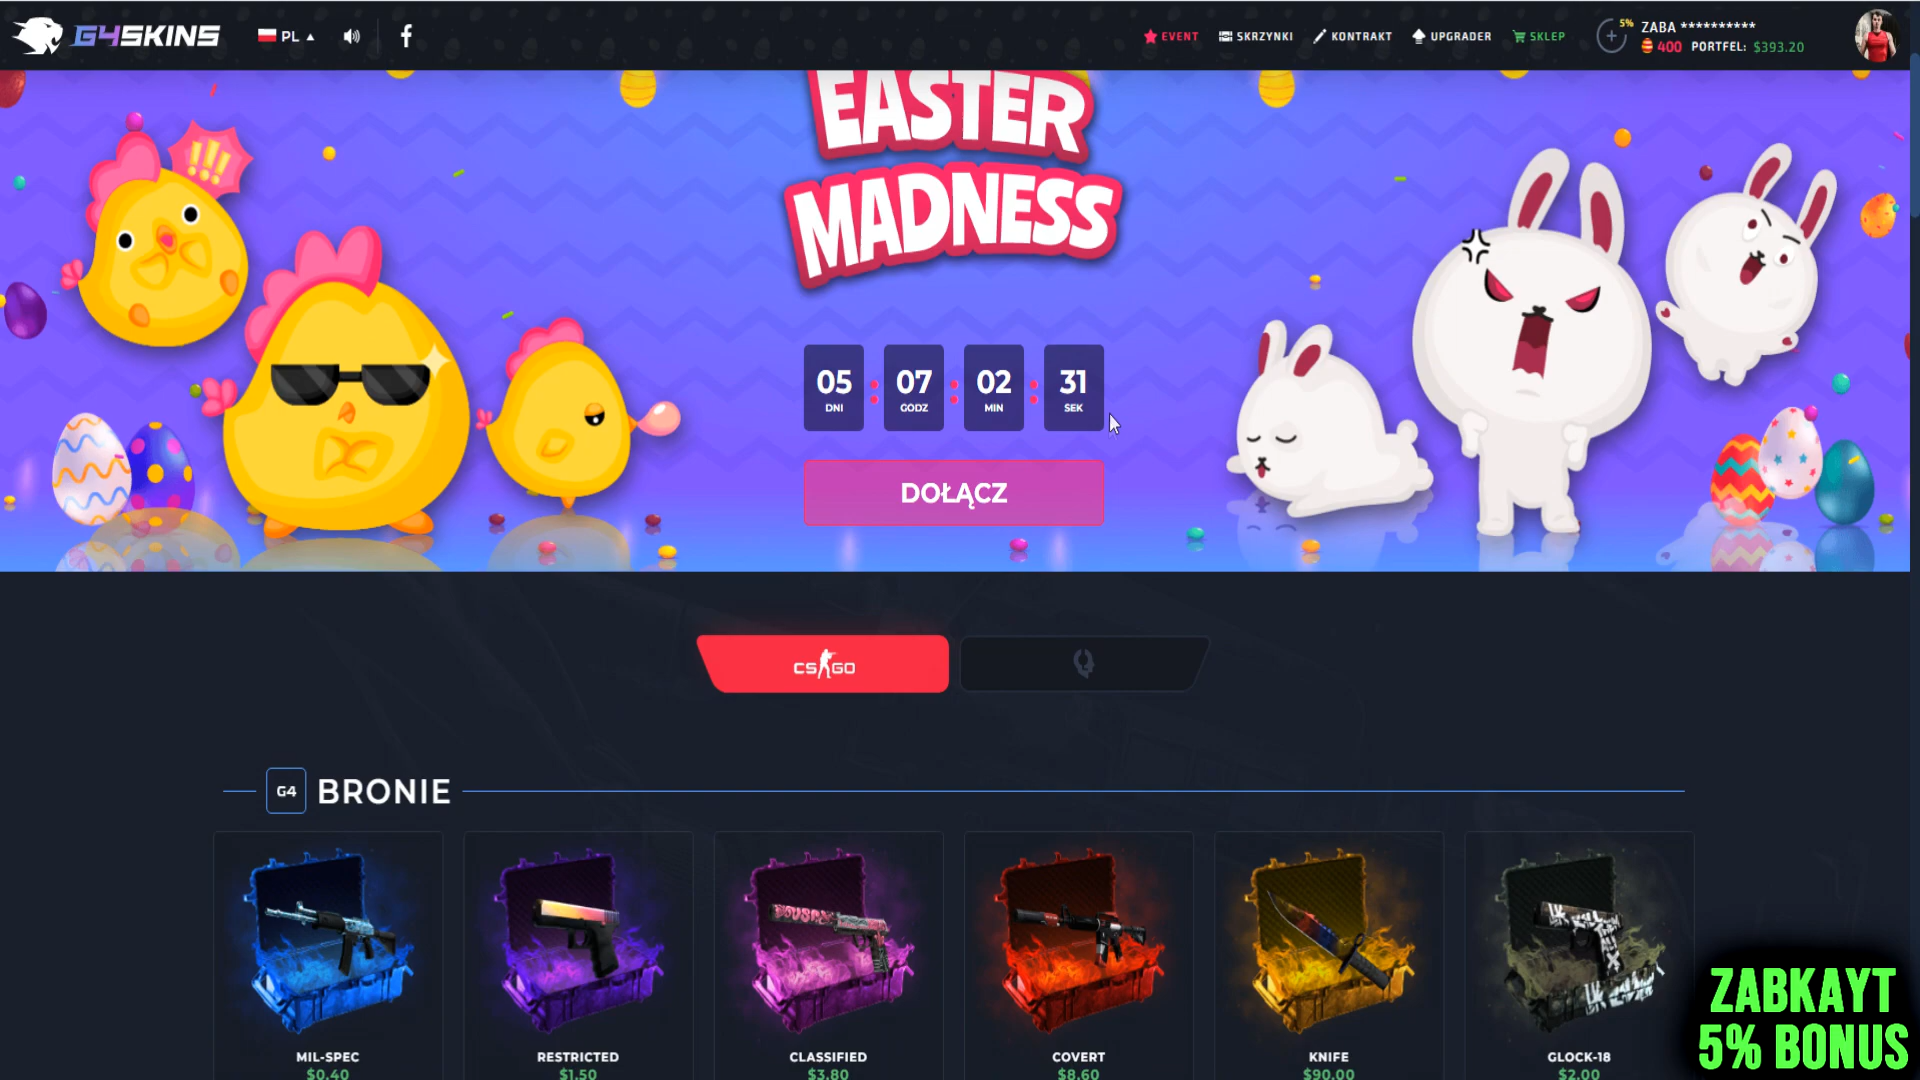 G4SKINS
PL
EVENT
SKRZYNKI
KONTRAKT
UPGRADER
SKLEP
5%
ZABA **********
400 PORTFEL: $393.20
!!!
EASTER
MADNESS
05 : 07 : 02 : 31
DNI GODZ MIN SEK
DOŁĄCZ
CS GO
G4 BRONIE
MIL-SPEC
$0.40
RESTRICTED
$1.50
CLASSIFIED
$3.80
COVERT
$8.60
KNIFE
$90.00
GLOCK-18
$2.00
ZABKAYT
5% BONUS